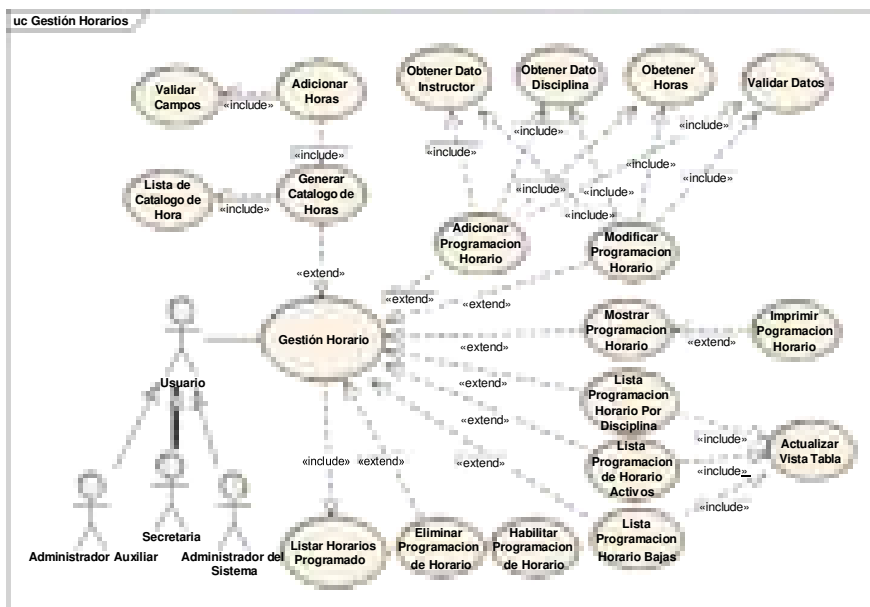 uc Gestión Horarios
Validar
Campos
«include»
Adicionar
Horas
Obtener Dato
Instructor
Obtener Dato
Disciplina
Obetener
Horas
Validar Datos
«include»
«include»
«include»
«include»
«include»
«include»
«include»
«include»
Lista de
Catalogo de
Hora
«include»
Generar
Catalogo de
Horas
Adicionar
Programacion
Horario
Modificar
Programacion
Horario
«extend»
«extend»
«extend»
Gestión Horario
Mostrar
Programacion
Horario
«extend»
Imprimir
Pogramacion
Horario
«extend»
Usuario
«extend»
Lista
Programacion
Horario Por
Disciplina
«include»
Actualizar
Vista Tabla
«extend»
Lista
Programacion
de Horario
Activos
«include»
«include»
«extend»
«extend»
«include»
Administrador Auxiliar
Secretaria
Administrador del
Sistema
Listar Horarios
Programado
Eliminar
Programacion
de Horario
Habilitar
Programacion
de Horario
Lista
Programacion
Horario Bajas